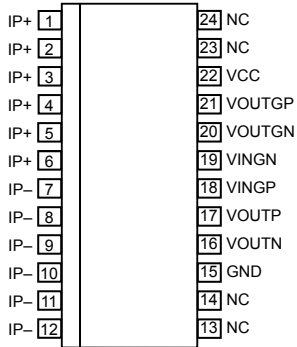 IP+ 1 24 NC
IP+ 2 23 NC
IP+ 3 22 VCC
IP+ 4 21 VOUTGP
IP+ 5 20 VOUTGN
IP+ 6 19 VINGN
IP– 7 18 VINGP
IP– 8 17 VOUTP
IP– 9 16 VOUTN
IP– 10 15 GND
IP– 11 14 NC
IP– 12 13 NC